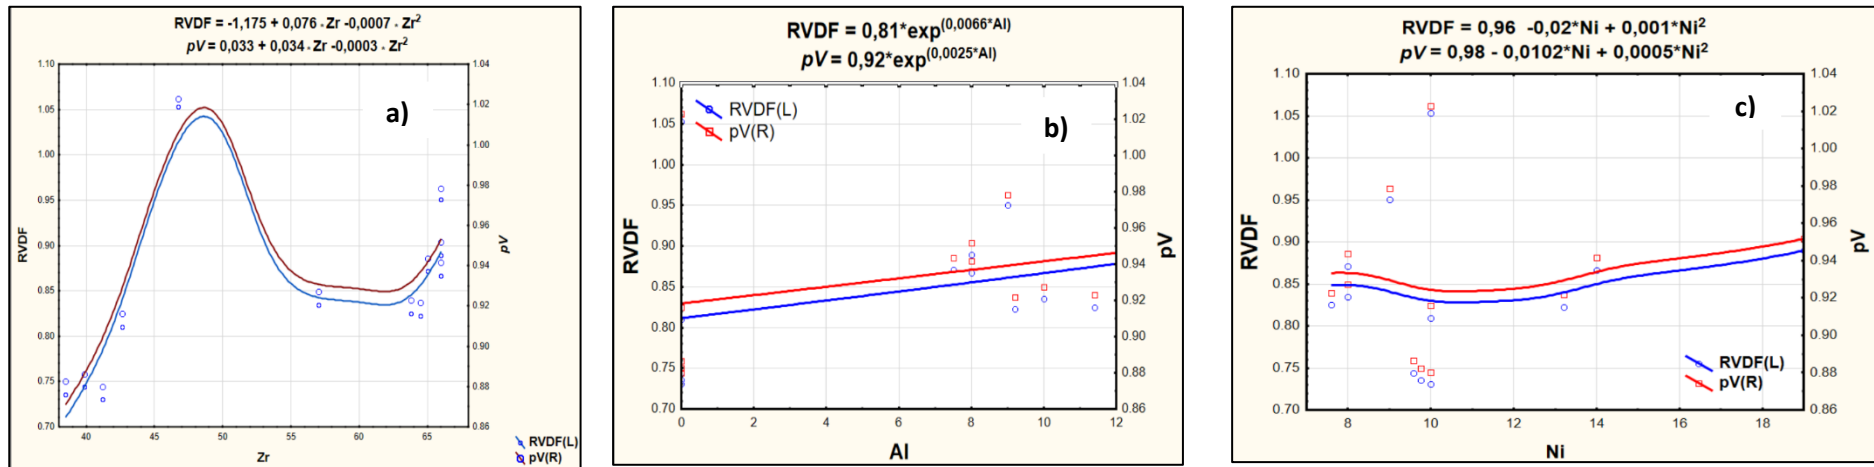 RVDF = -1,175 + 0,076 * Zr -0,0007 * Zr²
pV = 0,033 + 0,034 * Zr -0,0003 * Zr²
1.10
1.05
1.00
0.95
0.90
0.85
0.80
0.75
0.70
RVDF
1.04
1.02
1.00
0.98
0.96
0.94
0.92
0.90
0.88
0.86
pV
a)
40 45 50 55 60 65
Zr
RVDF(L)
pV(R)
RVDF = 0,81*exp(0,0066*Al)
pV = 0,92*exp(0,0025*Al)
1.10
1.05
1.00
0.95
0.90
0.85
0.80
0.75
0.70
RVDF
1.04
1.02
1.00
0.98
0.96
0.94
0.92
0.90
0.88
0.86
pV
RVDF(L)
pV(R)
b)
0 2 4 6 8 10 12
Al
RVDF = 0,96 -0,02*Ni + 0,001*Ni²
pV = 0,98 - 0,0102*Ni + 0,0005*Ni²
1.10
1.05
1.00
0.95
0.90
0.85
0.80
0.75
0.70
RVDF
1.04
1.02
1.00
0.98
0.96
0.94
0.92
0.90
0.88
0.86
pV
c)
RVDF(L)
pV(R)
8 10 12 14 16 18
Ni